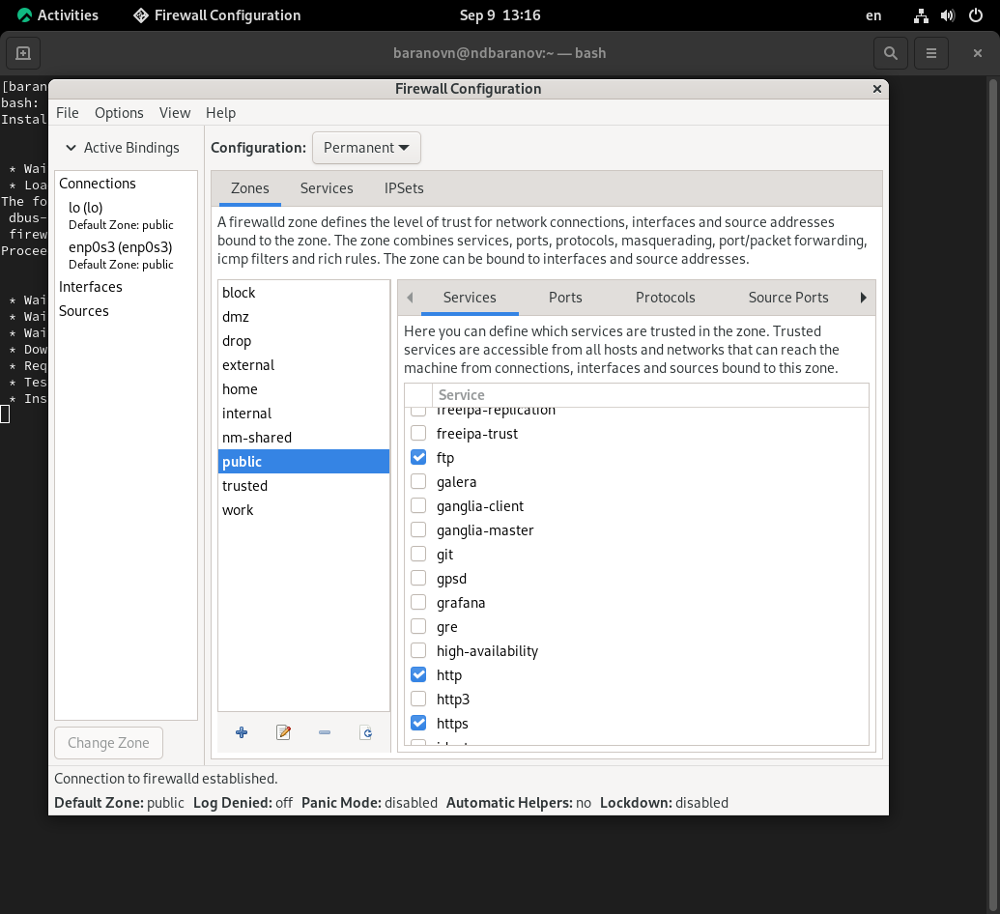 Activities Firewall Configuration Sep 9 13:16 en
baranovn@ndbaranov:~ — bash
[baran
bash:
Instal
* Wai
* Loa
The fo
dbus-
firew
Procee
* Wai
* Wai
* Wai
* Dow
* Req
* Tes
* Ins
Firewall Configuration
File Options View Help
Active Bindings
Connections
lo (lo)
Default Zone: public
enp0s3 (enp0s3)
Default Zone: public
Interfaces
Sources
Change Zone
Configuration: Permanent
Zones Services IPSets
A firewalld zone defines the level of trust for network connections, interfaces and source addresses
bound to the zone. The zone combines services, ports, protocols, masquerading, port/packet forwarding,
icmp filters and rich rules. The zone can be bound to interfaces and source addresses.
block
dmz
drop
external
home
internal
nm-shared
public
trusted
work
Services Ports Protocols Source Ports
Here you can define which services are trusted in the zone. Trusted
services are accessible from all hosts and networks that can reach the
machine from connections, interfaces and sources bound to this zone.
Service
freeipa-replication
freeipa-trust
ftp
galera
ganglia-client
ganglia-master
git
gpsd
grafana
gre
high-availability
http
http3
https
Connection to firewalld established.
Default Zone: public Log Denied: off Panic Mode: disabled Automatic Helpers: no Lockdown: disabled